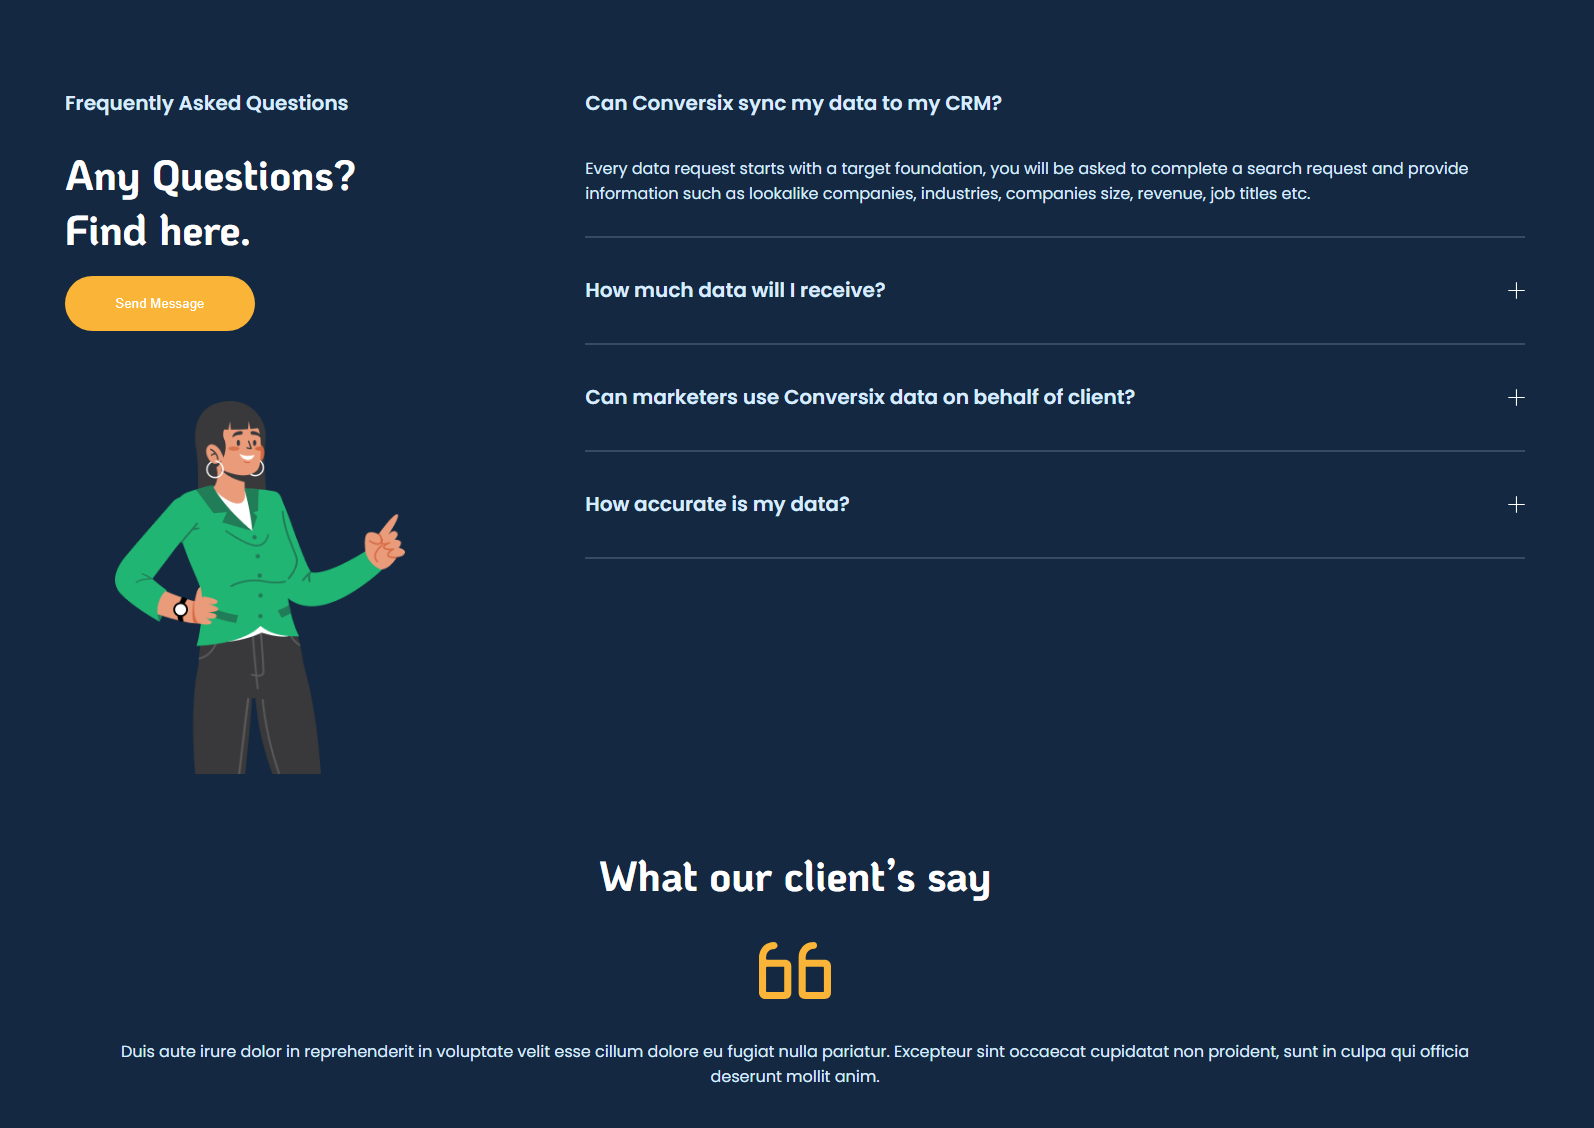 Frequently Asked Questions
Any Questions?
Find here.
Send Message
Can Conversix sync my data to my CRM?
Every data request starts with a target foundation, you will be asked to complete a search request and provide
information such as lookalike companies, industries, companies size, revenue, job titles etc.
How much data will I receive?
Can marketers use Conversix data on behalf of client?
How accurate is my data?
What our client’s say
Duis aute irure dolor in reprehenderit in voluptate velit esse cillum dolore eu fugiat nulla pariatur. Excepteur sint occaecat cupidatat non proident, sunt in culpa qui officia
deserunt mollit anim.